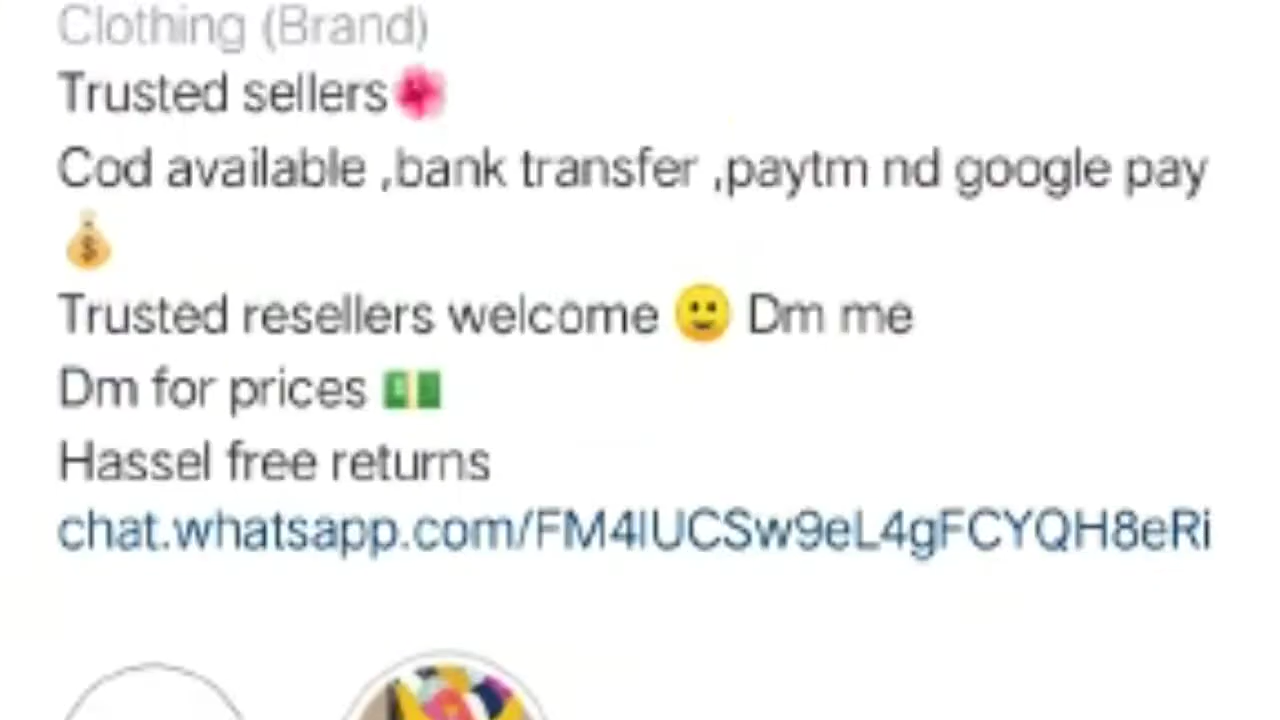 Clothing (Brand)
Trusted sellers🌺
Cod available ,bank transfer ,paytm nd google pay
💰
Trusted resellers welcome 🙂 Dm me
Dm for prices 💵
Hassel free returns
chat.whatsapp.com/FM4IUCSw9eL4gFCYQH8eRi